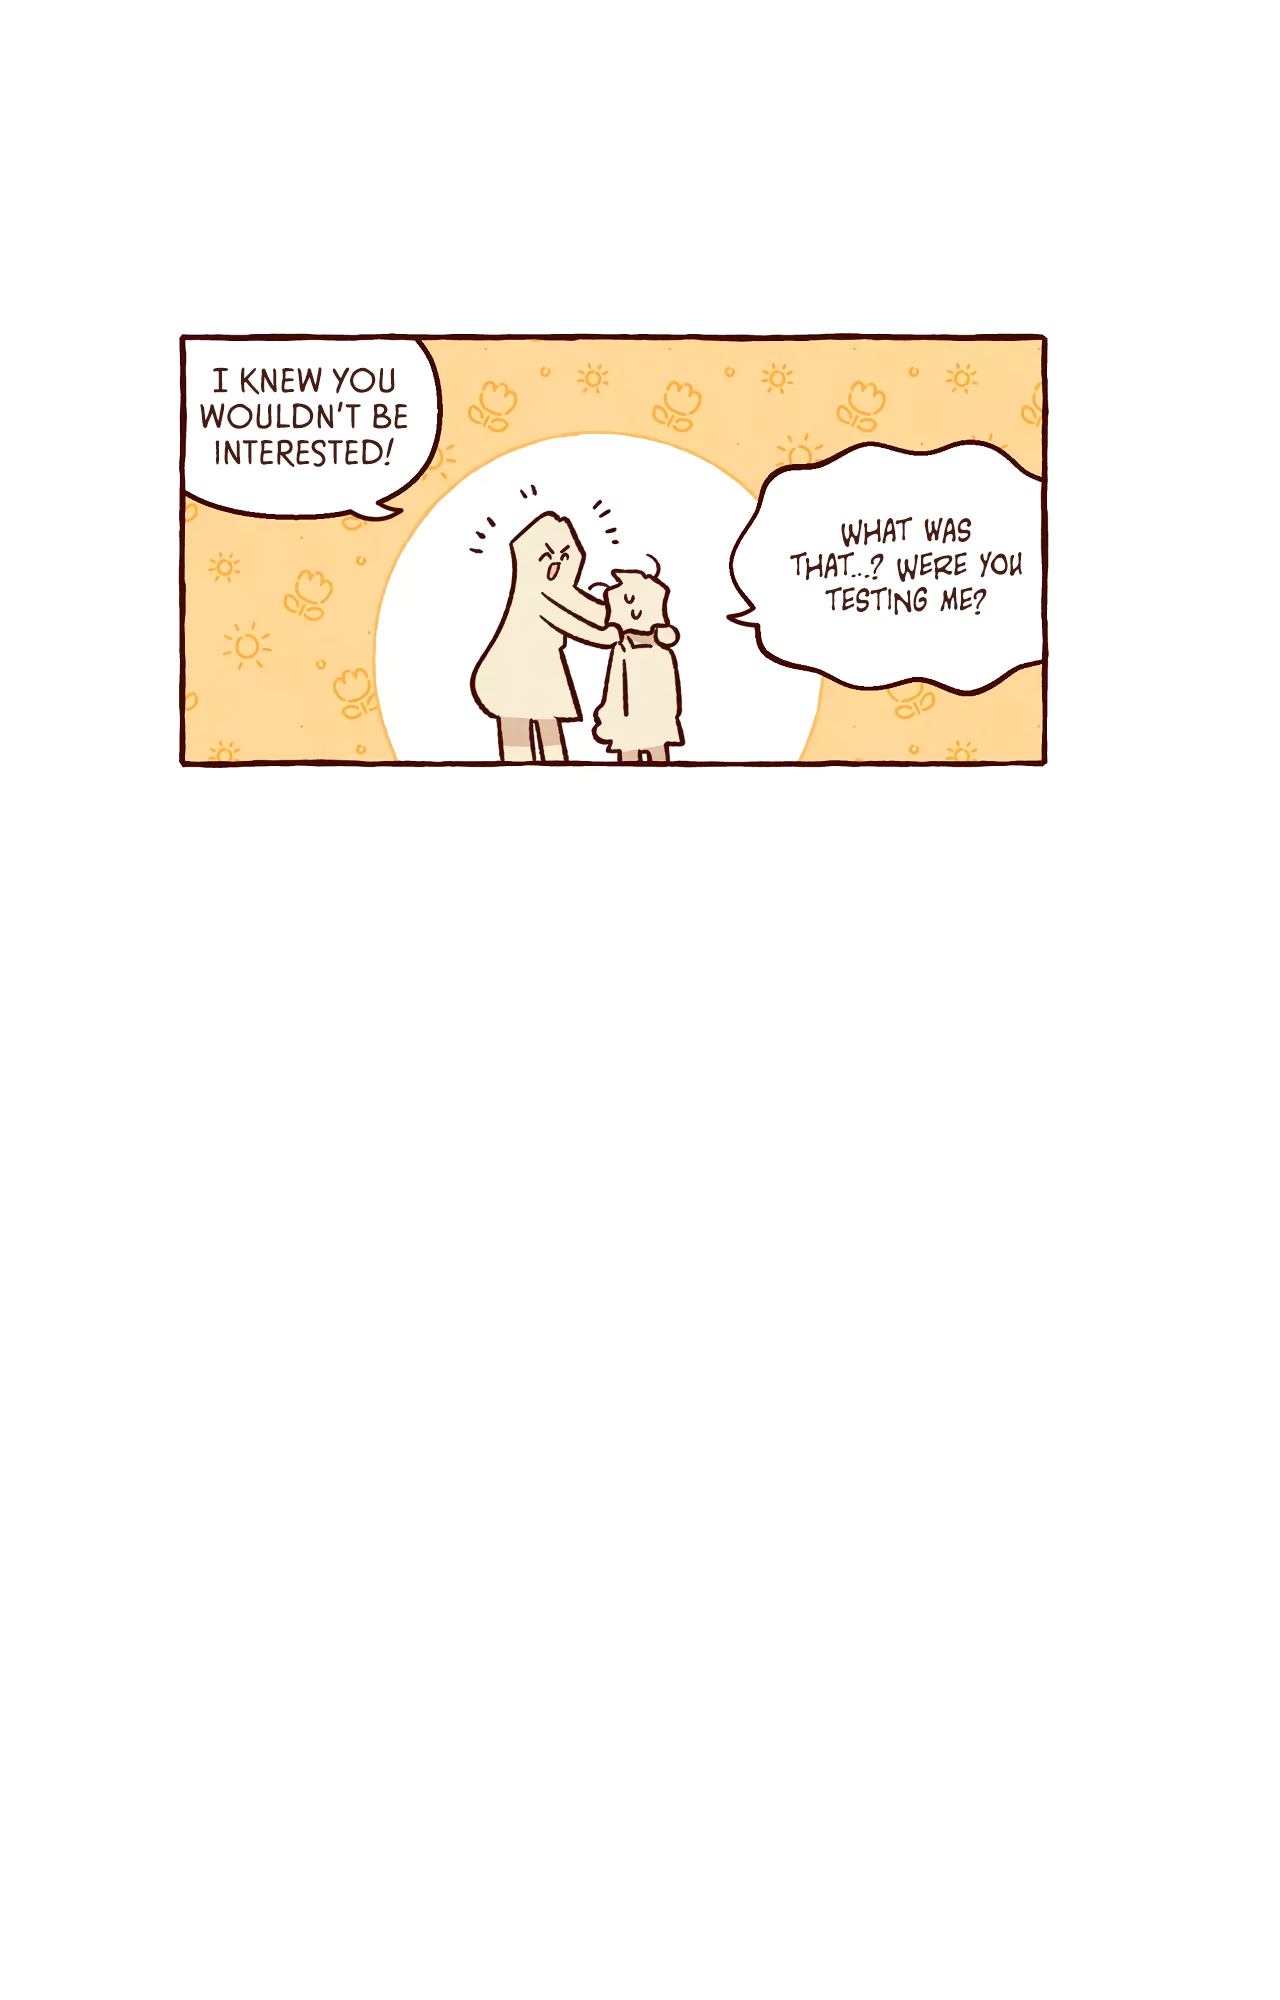 I KNEW YOU
WOULDN'T BE
INTERESTED!
WHAT WAS
THAT...? WERE YOU
TESTING ME?